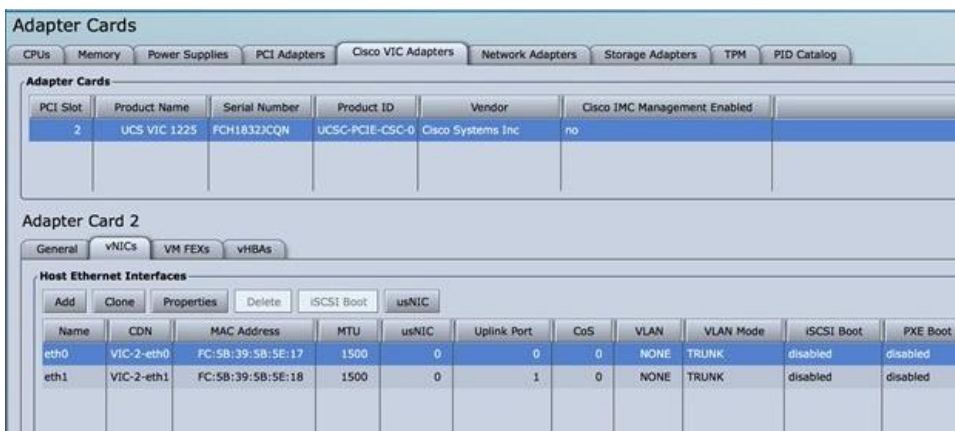 Adapter Cards
CPUs Memory Power Supplies PCI Adapters Cisco VIC Adapters Network Adapters Storage Adapters TPM PID Catalog
Adapter Cards
PCI Slot Product Name Serial Number Product ID Vendor Cisco IMC Management Enabled
2 UCS VIC 1225 FCH1832JCQN UCSC-PCIE-CSC-0 Cisco Systems Inc no
Adapter Card 2
General vNICs VM FEXs vHBAs
Host Ethernet Interfaces
Add Clone Properties Delete iSCSI Boot usNIC
Name CDN MAC Address MTU usNIC Uplink Port CoS VLAN VLAN Mode iSCSI Boot PXE Boot
eth0 VIC-2-eth0 FC:5B:39:5B:5E:17 1500 0 0 0 NONE TRUNK disabled disabled
eth1 VIC-2-eth1 FC:5B:39:5B:5E:18 1500 0 1 0 NONE TRUNK disabled disabled